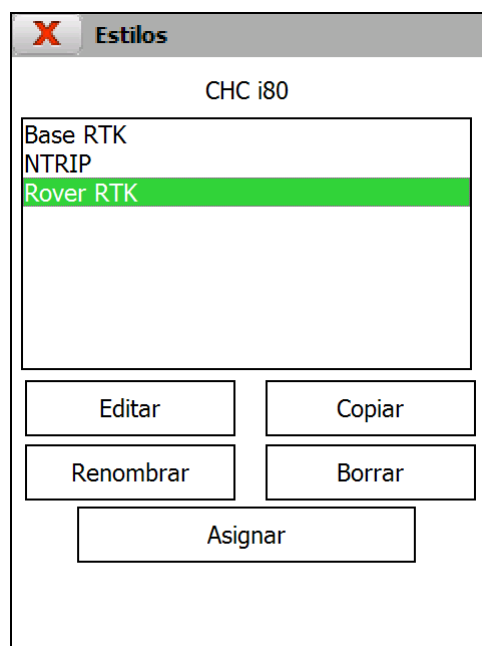 X Estilos
CHC i80
Base RTK
NTRIP
Rover RTK
Editar Copiar
Renombrar Borrar
Asignar